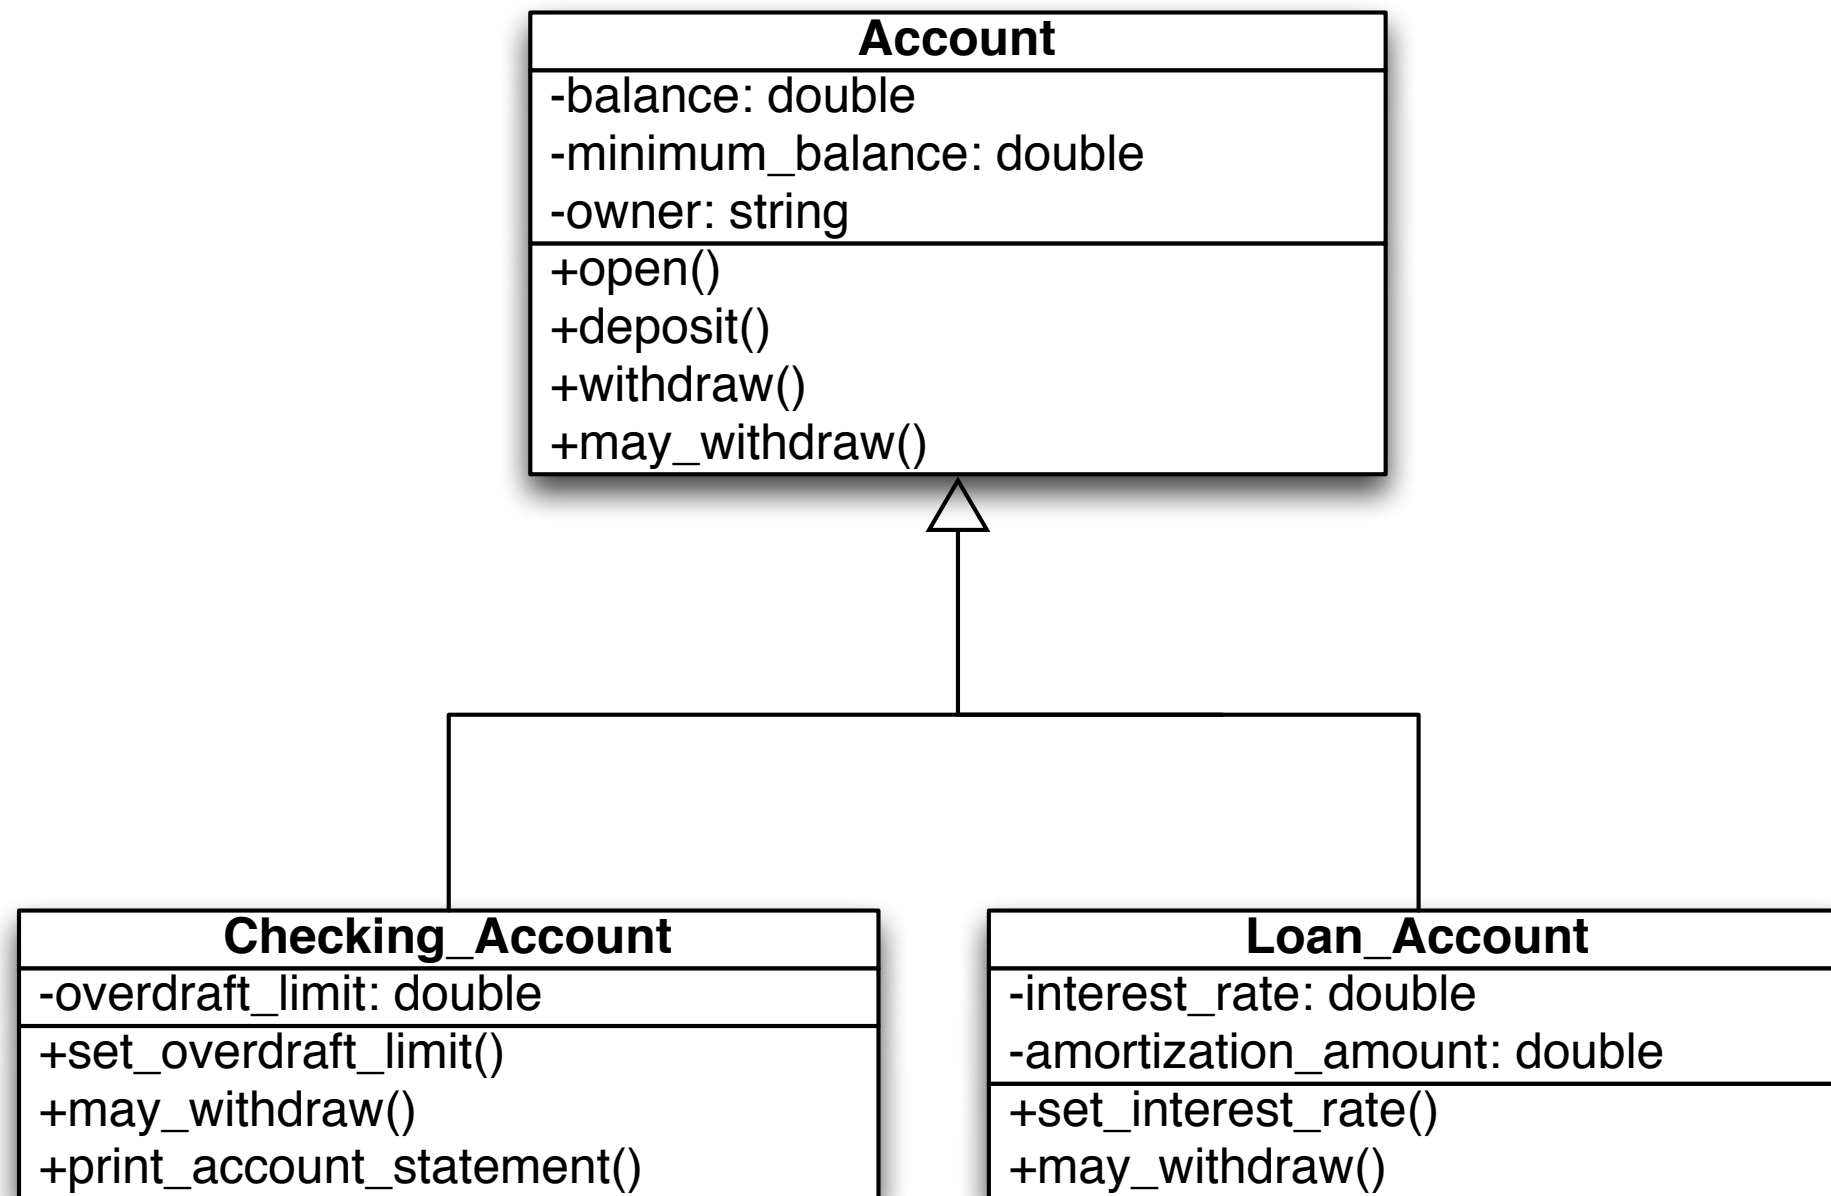 Account
-balance: double
-minimum_balance: double
-owner: string
+open()
+deposit()
+withdraw()
+may_withdraw()
Checking_Account
-overdraft_limit: double
+set_overdraft_limit()
+may_withdraw()
+print_account_statement()
Loan_Account
-interest_rate: double
-amortization_amount: double
+set_interest_rate()
+may_withdraw()